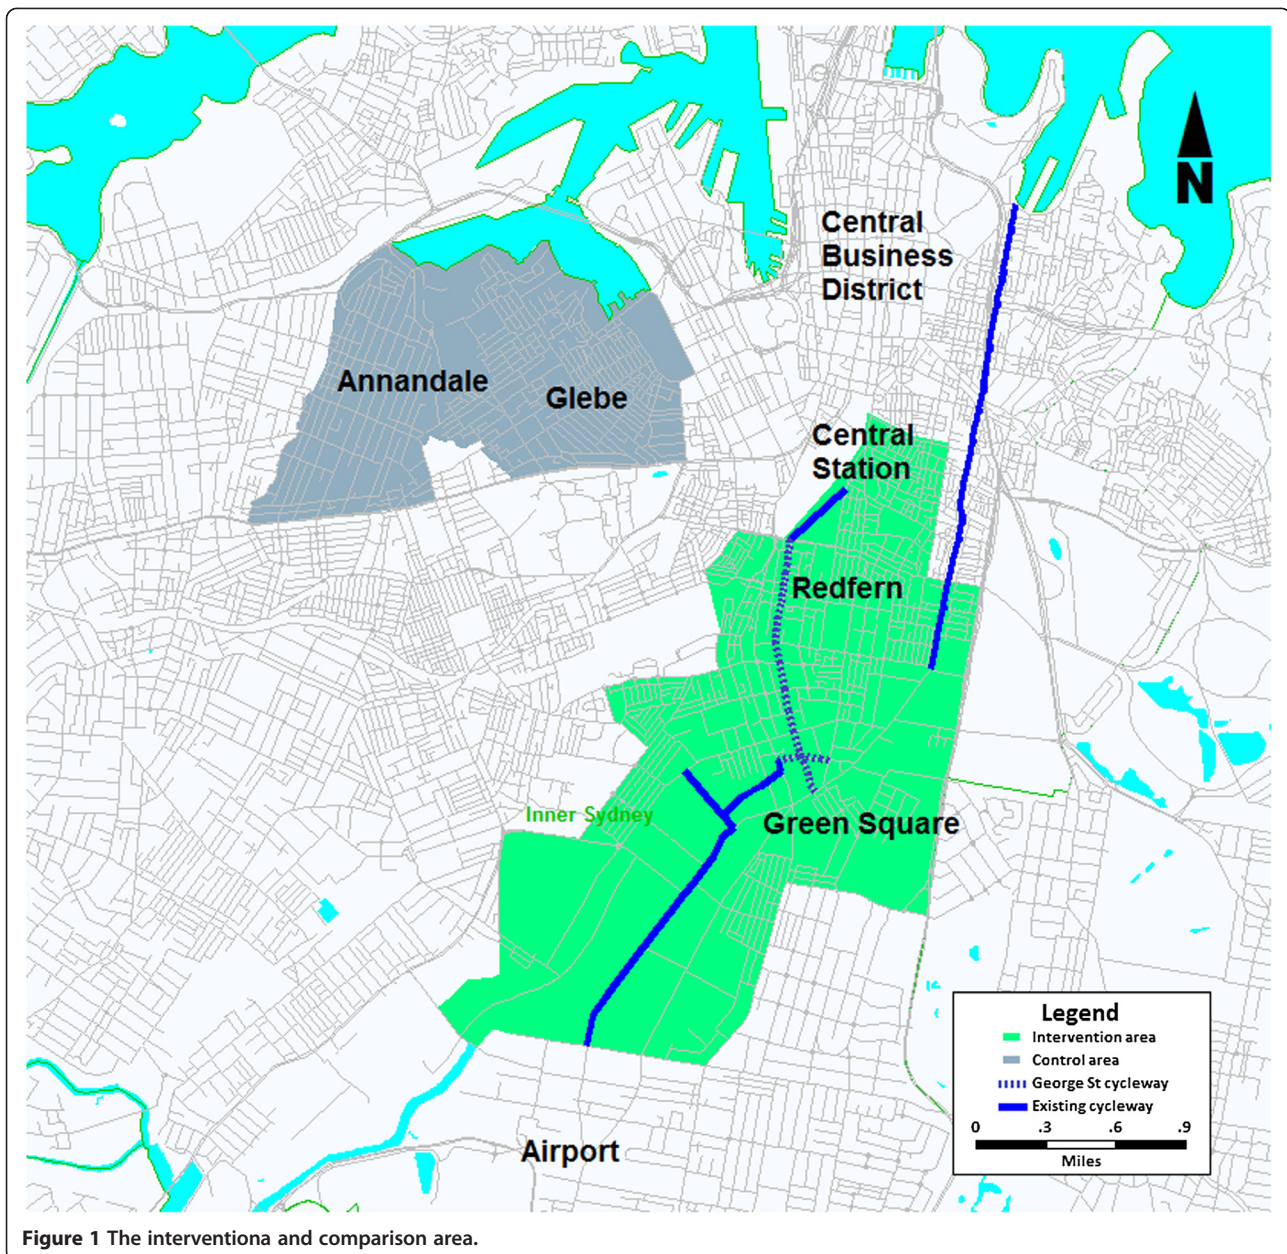 N
Central
Business
District
Annandale
Glebe
Central
Station
Redfern
Inner Sydney
Green Square
Airport
Legend
Intervention area
Control area
George St cycleway
Existing cycleway
0 .3 .6 .9
Miles
Figure 1 The interventiona and comparison area.